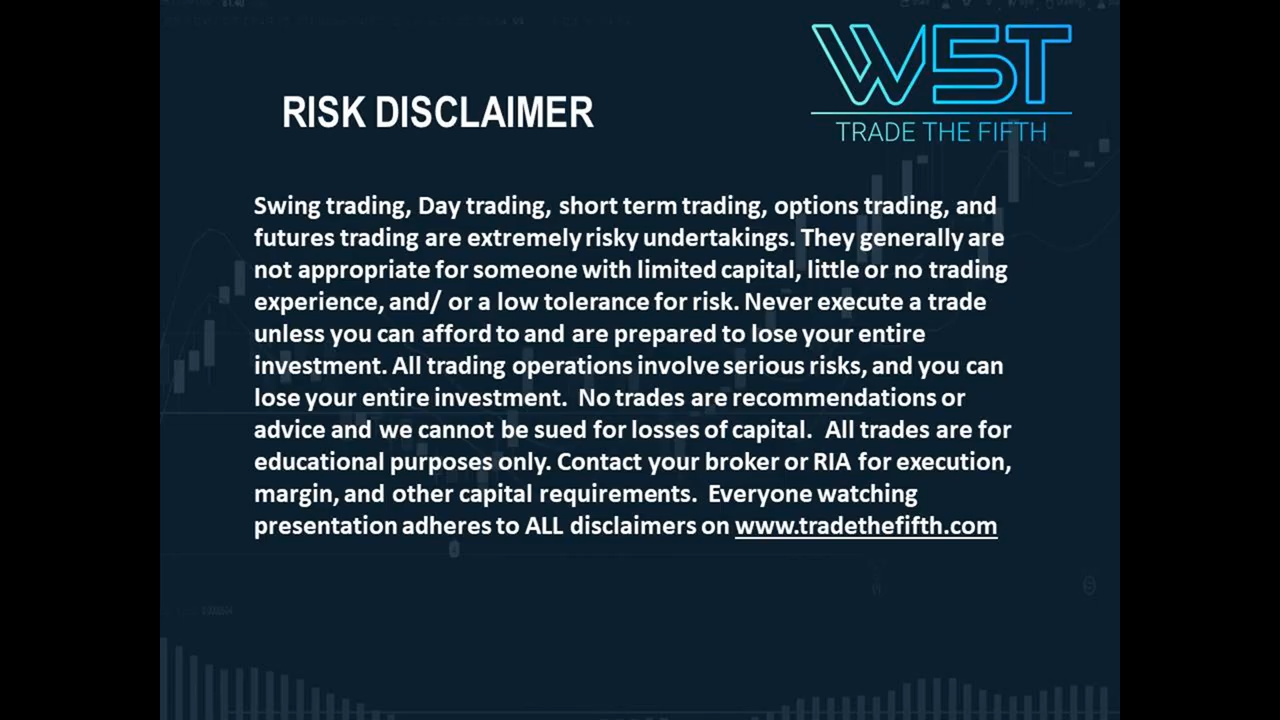 W5T
TRADE THE FIFTH
RISK DISCLAIMER
Swing trading, Day trading, short term trading, options trading, and
futures trading are extremely risky undertakings. They generally are
not appropriate for someone with limited capital, little or no trading
experience, and/ or a low tolerance for risk. Never execute a trade
unless you can afford to and are prepared to lose your entire
investment. All trading operations involve serious risks, and you can
lose your entire investment.  No trades are recommendations or
advice and we cannot be sued for losses of capital.  All trades are for
educational purposes only. Contact your broker or RIA for execution,
margin, and other capital requirements.  Everyone watching
presentation adheres to ALL disclaimers on www.tradethefifth.com